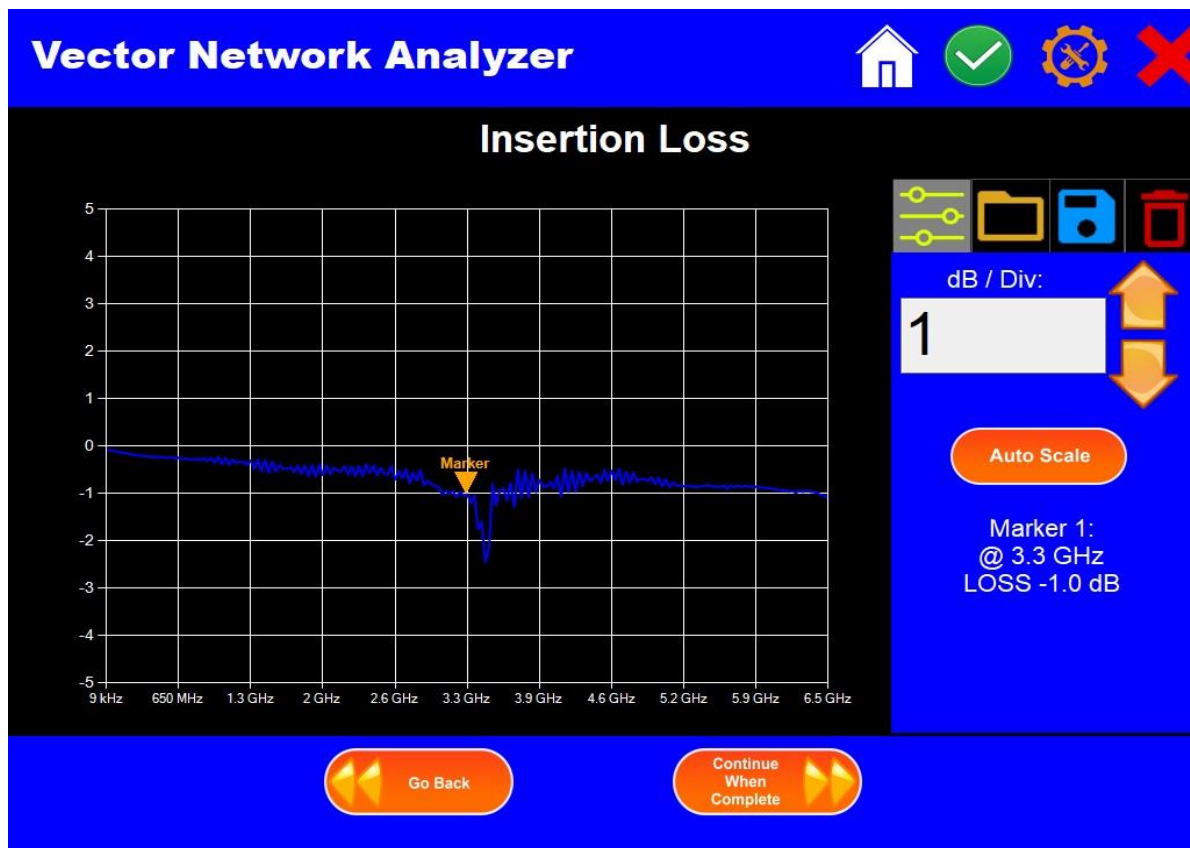 Vector Network Analyzer
Insertion Loss
5
4
3
2
1
0
-1
-2
-3
-4
-5
Marker
9 kHz 650 MHz 1.3 GHz 2 GHz 2.6 GHz 3.3 GHz 3.9 GHz 4.6 GHz 5.2 GHz 5.9 GHz 6.5 GHz
dB / Div:
1
Auto Scale
Marker 1:
@ 3.3 GHz
LOSS -1.0 dB
Go Back
Continue
When
Complete